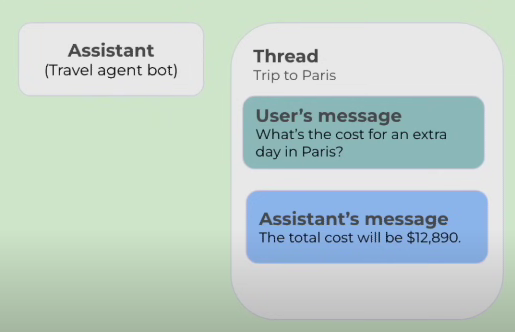 Assistant
(Travel agent bot)
Thread
Trip to Paris
User's message
What's the cost for an extra
day in Paris?
Assistant's message
The total cost will be $12,890.